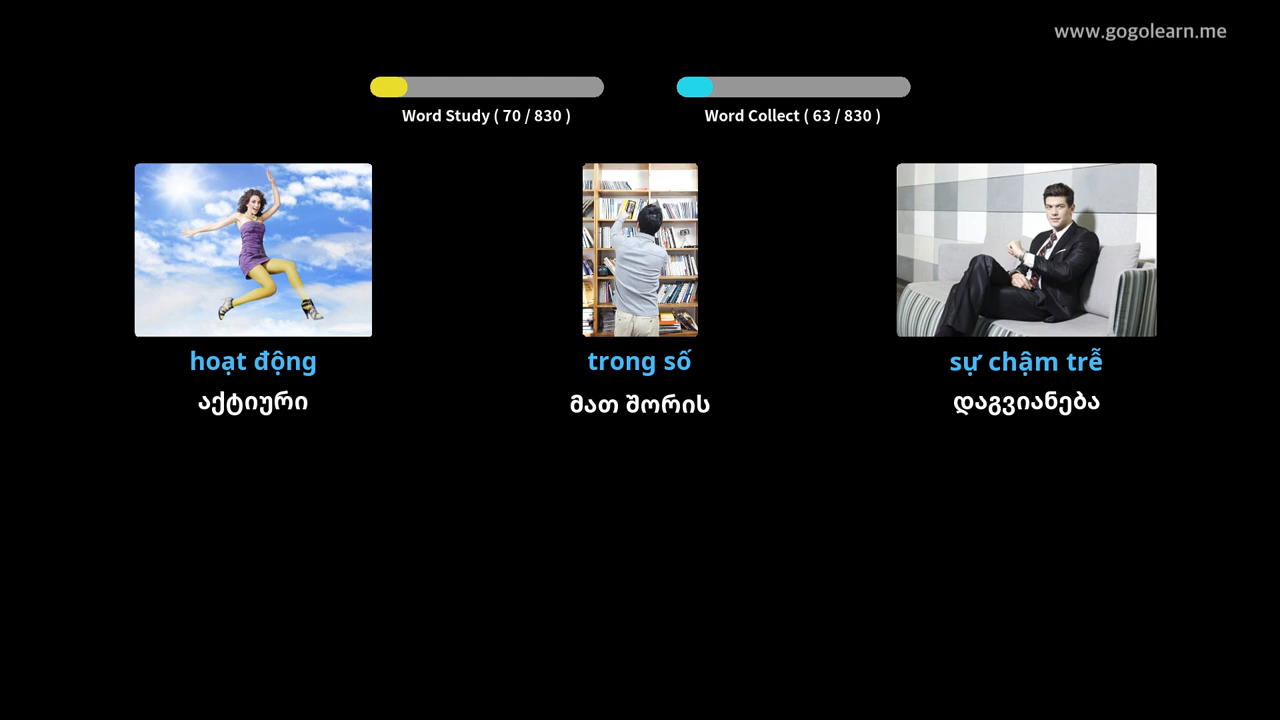 www.gogolearn.me
Word Study ( 70 / 830 )
Word Collect ( 63 / 830 )
hoạt động
trong số
sự chậm trễ
აქტიური
მათ შორის
დაგვიანება